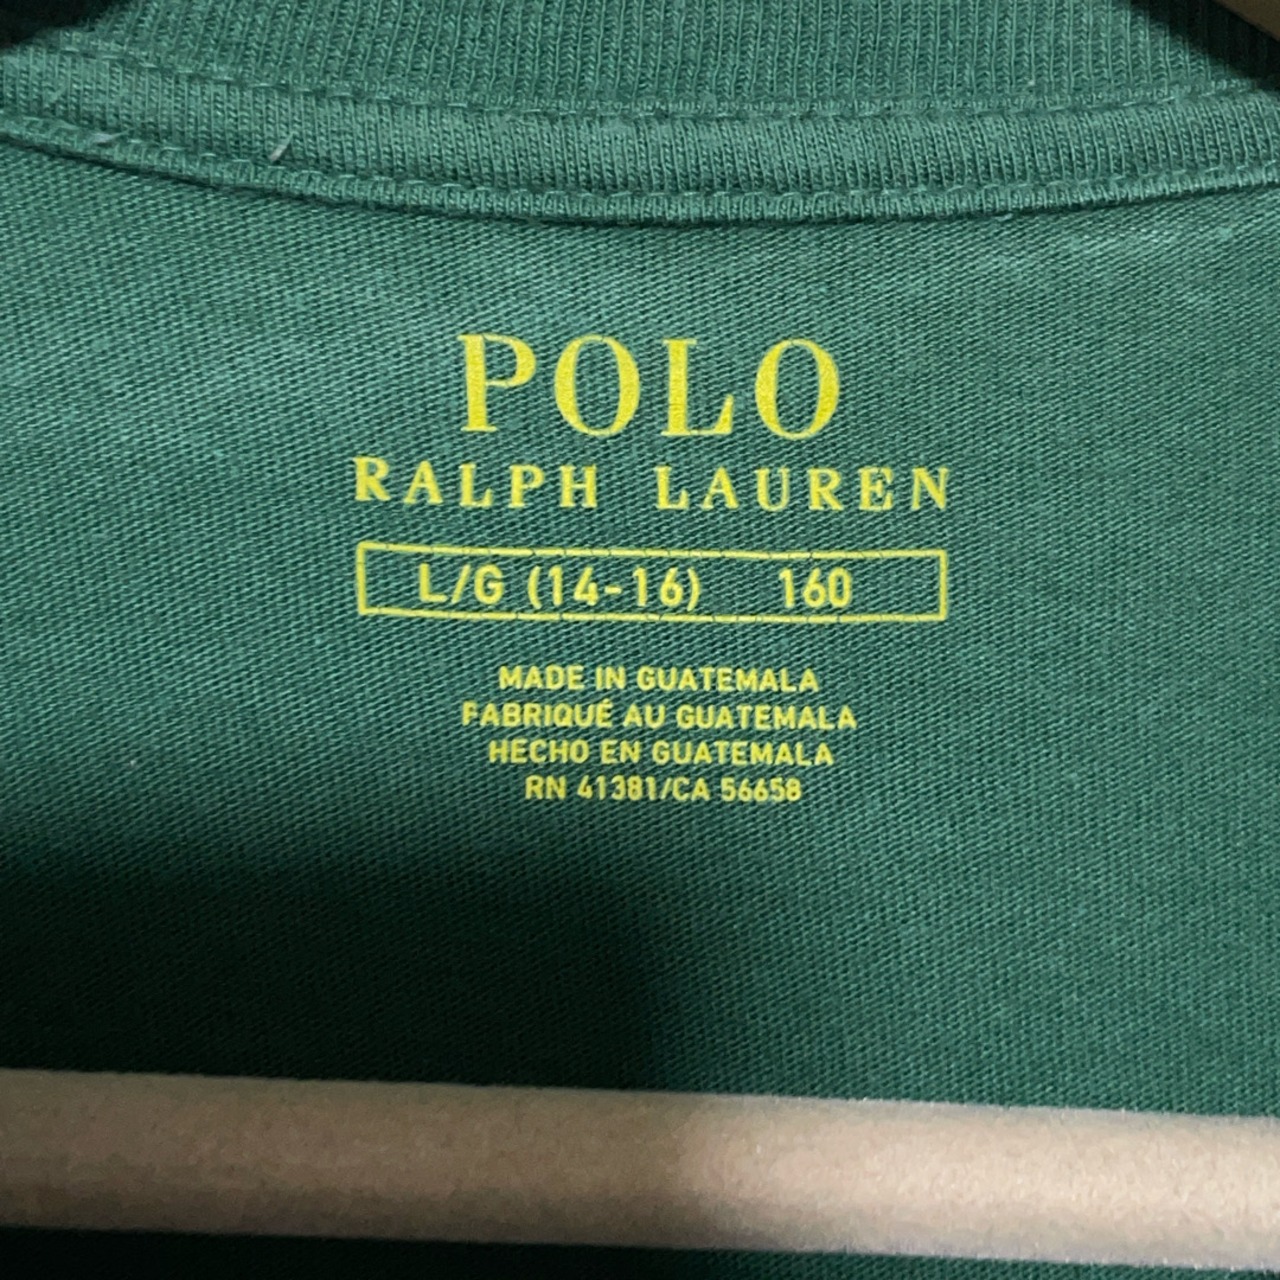 POLO
RALPH LAUREN
L/G (14-16) 160
MADE IN GUATEMALA
FABRIQUÉ AU GUATEMALA
HECHO EN GUATEMALA
RN 41381/CA 56658